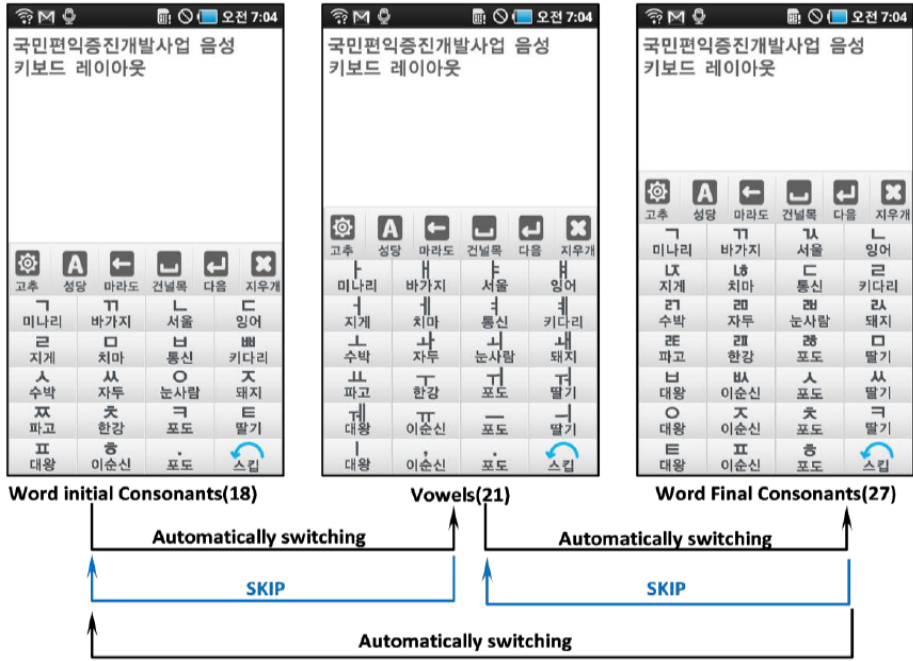 오전 7:04
국민편익증진개발사업 음성
키보드 레이아웃
A
고추 성당 마라도 건널목 다음 지우개
ㄱ ㄲ ㄴ ㄷ
미나리 바가지 서울 잉어
ㄹ ㅁ ㅂ ㅃ
지게 치마 통신 키다리
ㅅ ㅆ ㅇ ㅈ
수박 자두 눈사람 돼지
ㅉ ㅊ ㅋ ㅌ
파고 한강 포도 딸기
ㅍ ㅎ .
대왕 이순신 포도 스킵
Word initial Consonants(18)
오전 7:04
국민편익증진개발사업 음성
키보드 레이아웃
A
고추 성당 마라도 건널목 다음 지우개
ㅏ ㅐ ㅑ ㅒ
미나리 바가지 서울 잉어
ㅓ ㅔ ㅕ ㅖ
지게 치마 통신 키다리
ㅗ ㅘ ㅚ ㅙ
수박 자두 눈사람 돼지
ㅛ ㅜ ㅟ ㅝ
파고 한강 포도 딸기
ㅞ ㅠ ㅡ ㅢ
대왕 이순신 포도 딸기
ㅣ , .
대왕 이순신 포도 스킵
Vowels(21)
오전 7:04
국민편익증진개발사업 음성
키보드 레이아웃
A
고추 성당 마라도 건널목 다음 지우개
ㄱ ㄲ ㄳ ㄴ
미나리 바가지 서울 잉어
ㄵ ㄶ ㄷ ㄹ
지게 치마 통신 키다리
ㄺ ㄻ ㄼ ㄽ
수박 자두 눈사람 돼지
ㄾ ㄿ ㅀ ㅁ
파고 한강 포도 딸기
ㅂ ㅄ ㅅ ㅆ
대왕 이순신 포도 딸기
ㅇ ㅈ ㅊ ㅋ
대왕 이순신 포도 딸기
ㅌ ㅍ ㅎ
대왕 이순신 포도 스킵
Word Final Consonants(27)
Automatically switching
Automatically switching
SKIP
SKIP
Automatically switching